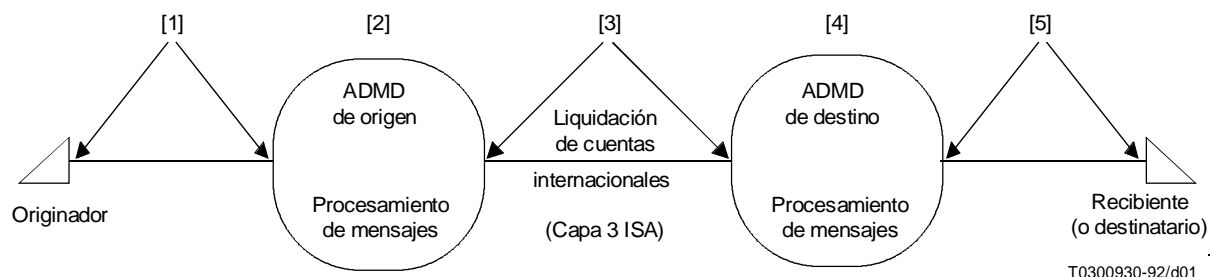 [1]
[2]
[3]
[4]
[5]
ADMD
de origen
Liquidación
de cuentas
internacionales
(Capa 3 ISA)
ADMD
de destino
Originador
Procesamiento
de mensajes
Procesamiento
de mensajes
Recibiente
(o destinatario)
T0300930-92/d01